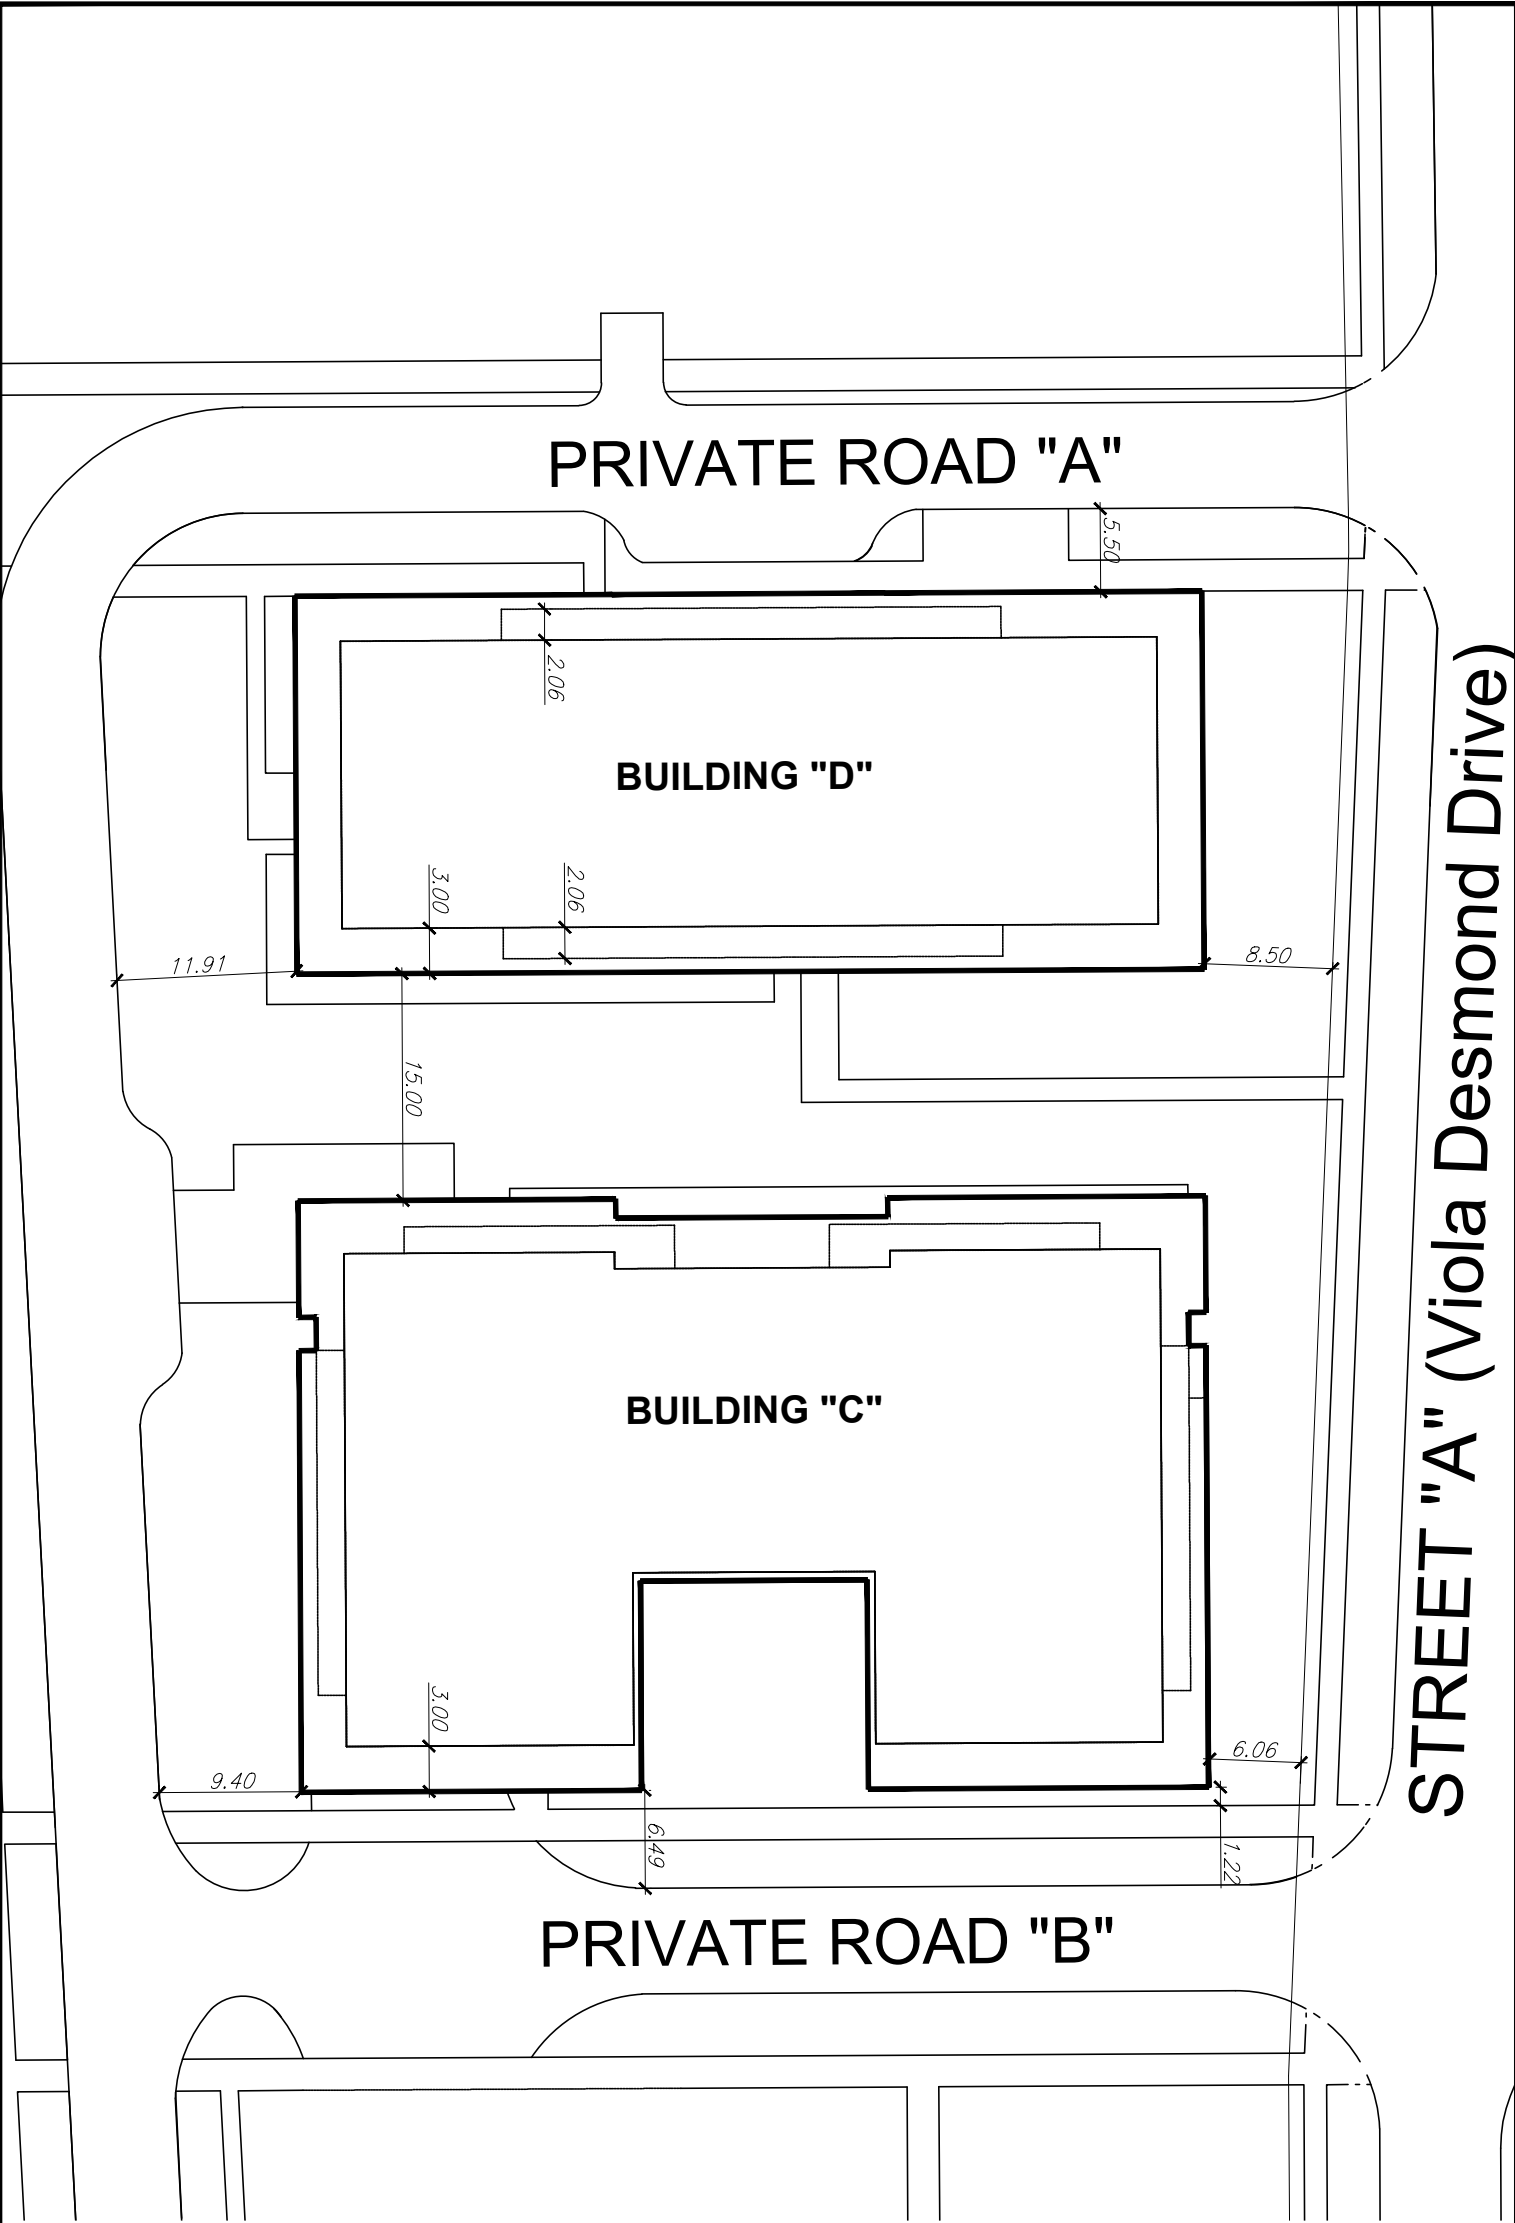 PRIVATE ROAD "A"
5.50
2.06
BUILDING "D"
3.00
2.06
11.91
8.50
15.00
STREET "A" (Viola Desmond Drive)
BUILDING "C"
3.00
9.40
6.06
6.49
1.22
PRIVATE ROAD "B"